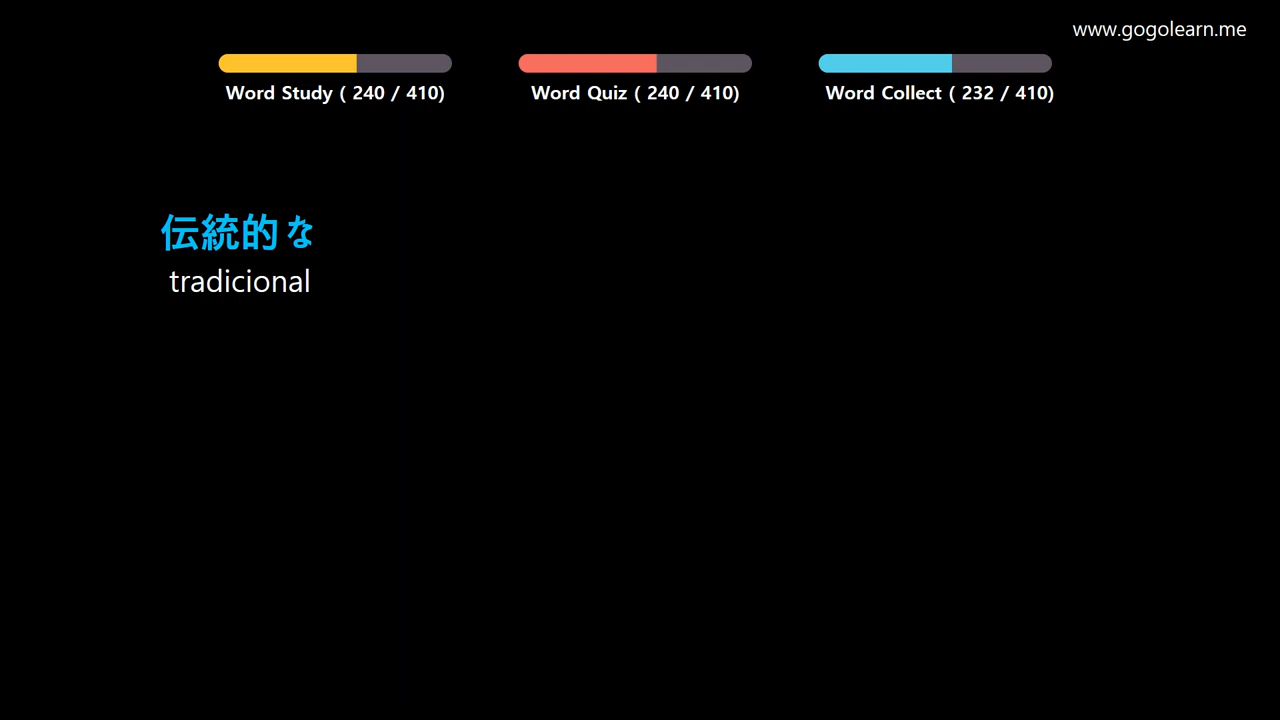 www.gogolearn.me
Word Study ( 240 / 410)
Word Quiz ( 240 / 410)
Word Collect ( 232 / 410)
伝統的な
tradicional